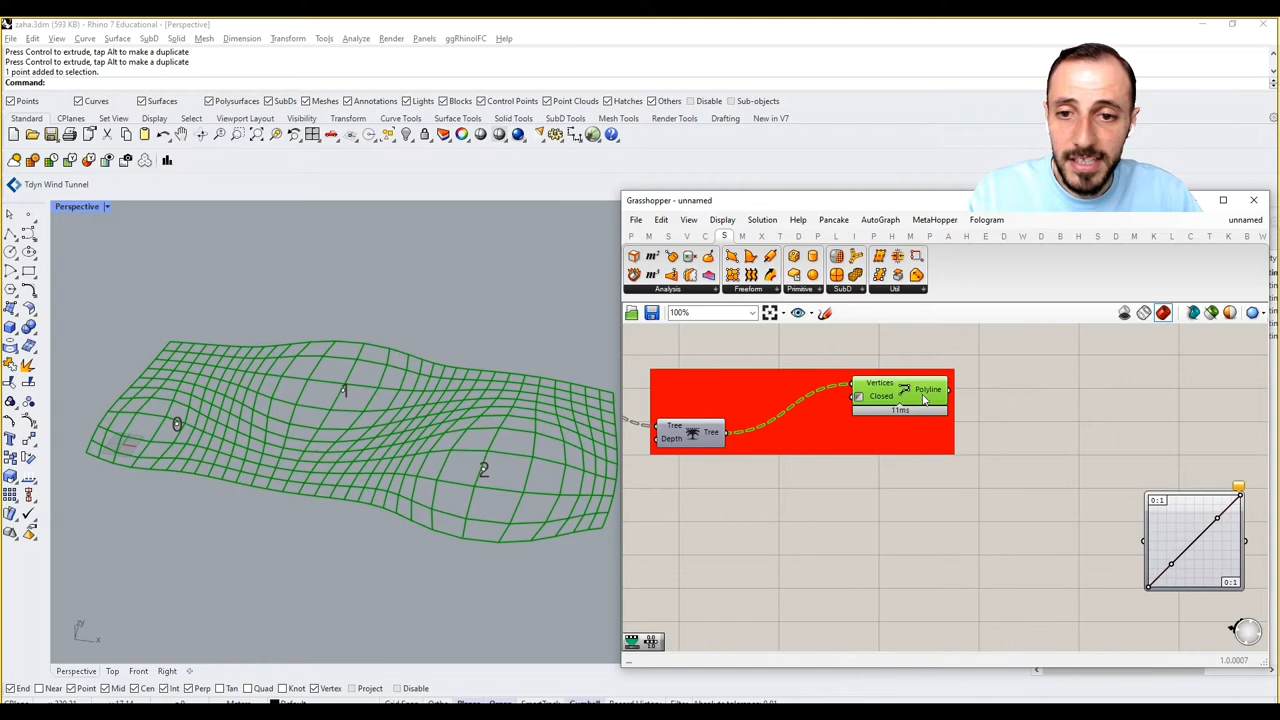 zaha.3dm (593 KB) - Rhino 7 Educational - [Perspective]
File Edit View Curve Surface SubD Solid Mesh Dimension Transform Tools Analyze Render Panels ggRhinoIFC Help
Press Control to extrude, tap Alt to make a duplicate
Press Control to extrude, tap Alt to make a duplicate
1 point added to selection.
Command:
Points Curves Surfaces Polysurfaces SubDs Meshes Annotations Lights Blocks Control Points Point Clouds Hatches Others Disable Sub-objects
Standard CPlanes Set View Display Select Viewport Layout Visibility Transform Curve Tools Surface Tools Solid Tools SubD Tools Mesh Tools Render Tools Drafting New in V7
Tdyn Wind Tunnel
Perspective
0
1
2
Grasshopper - unnamed
File Edit View Display Solution Help Pancake AutoGraph MetaHopper Fologram unnamed
Analysis Freeform Primitive SubD Util
100%
Vertices
Closed
Polyline
11ms
Tree
Depth
Tree
0:1
0:1
1.0.0007
Perspective Top Front Right
End Near Point Mid Cen Int Perp Tan Quad Knot Vertex Project Disable